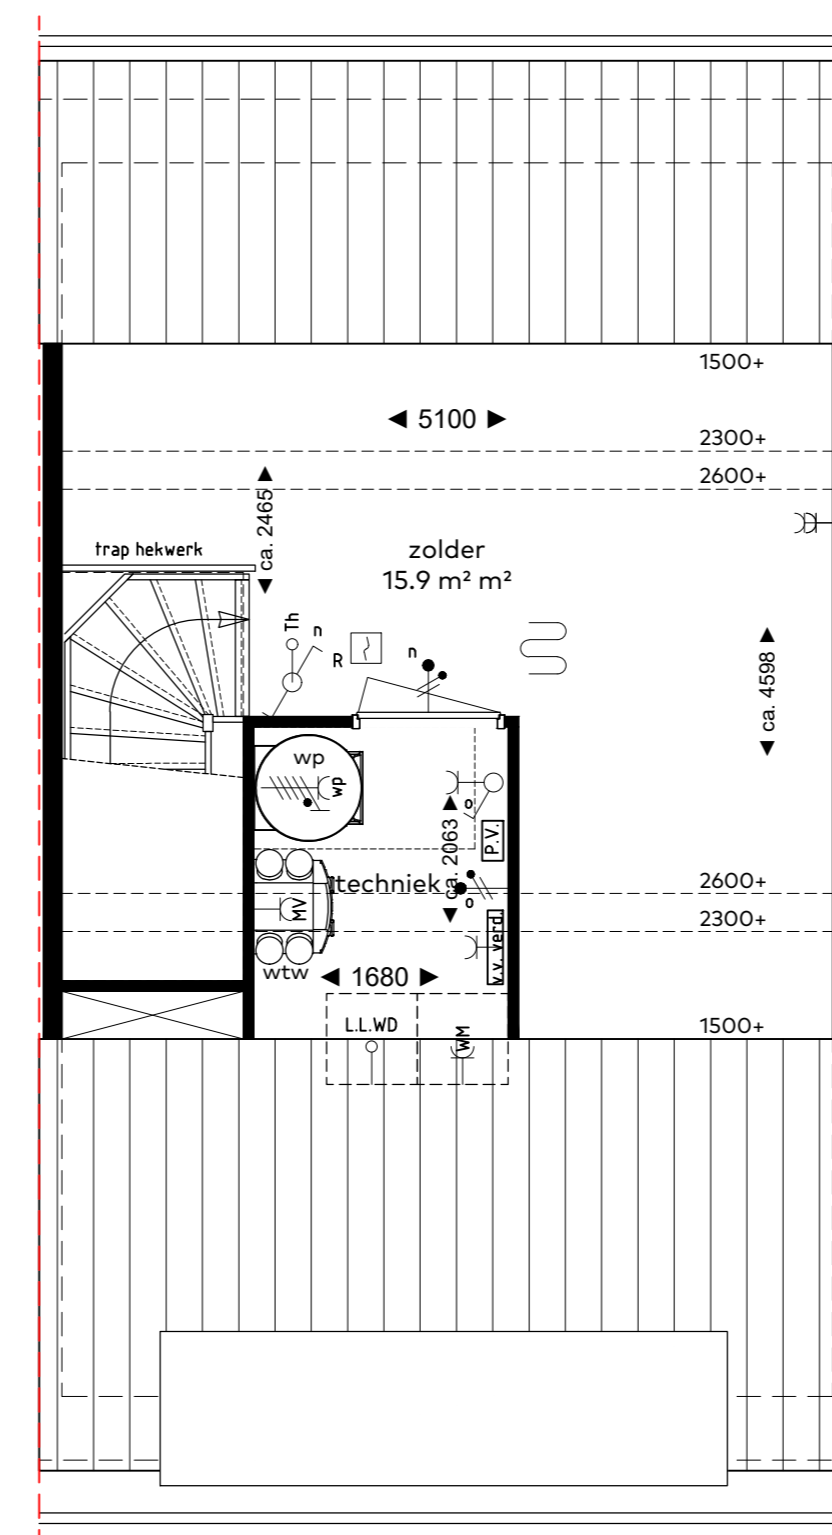 1500+
5100
2300+
2600+
ca. 2465
trap hekwerk
zolder
15.9 m² m²
Th
n
R
n
ca. 4598
wp
wp
o
P.V.
ca. 2063
techniek
2600+
o
MV
2300+
v.v. verd.
wtw
1680
L.L.WD
WM
1500+